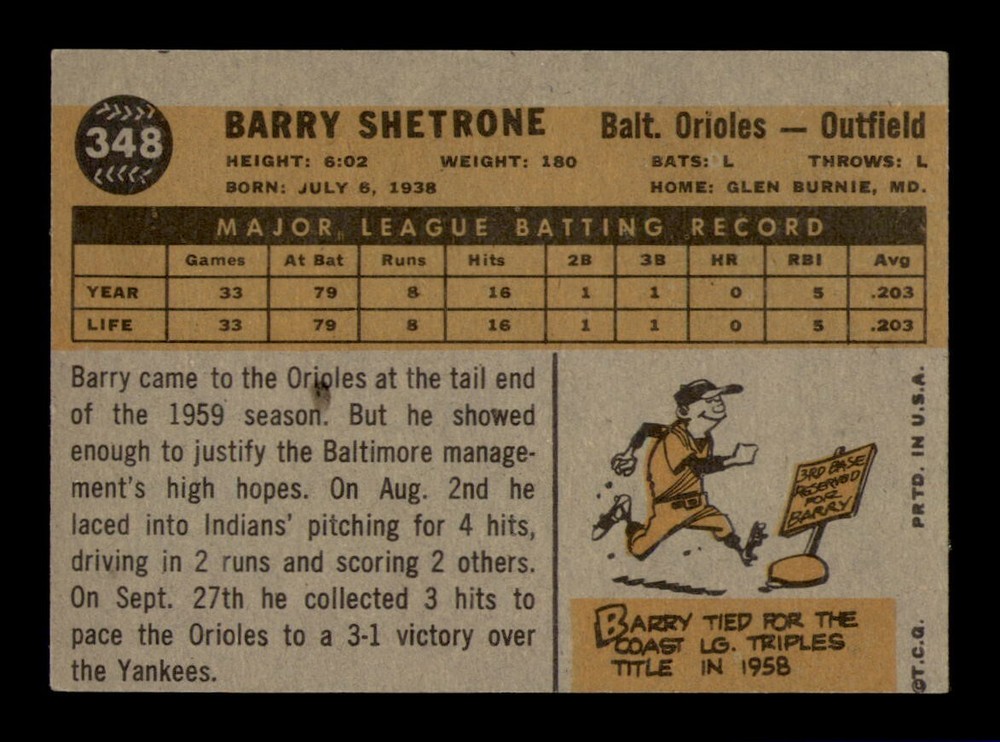 348
BARRY SHETRONE Balt. Orioles — Outfield
HEIGHT: 6:02 WEIGHT: 180 BATS: L THROWS: L
BORN: JULY 6, 1938 HOME: GLEN BURNIE, MD.
MAJOR LEAGUE BATTING RECORD
Games At Bat Runs Hits 2B 3B HR RBI Avg
YEAR 33 79 8 16 1 1 0 5 .203
LIFE 33 79 8 16 1 1 0 5 .203
Barry came to the Orioles at the tail end
of the 1959 season. But he showed
enough to justify the Baltimore manage-
ment's high hopes. On Aug. 2nd he
laced into Indians' pitching for 4 hits,
driving in 2 runs and scoring 2 others.
On Sept. 27th he collected 3 hits to
pace the Orioles to a 3-1 victory over
the Yankees.
3RD BASE
RESERVED
FOR
BARRY
BARRY TIED FOR THE
COAST LG. TRIPLES
TITLE IN 1958
©T.C.G. PRTD. IN U.S.A.